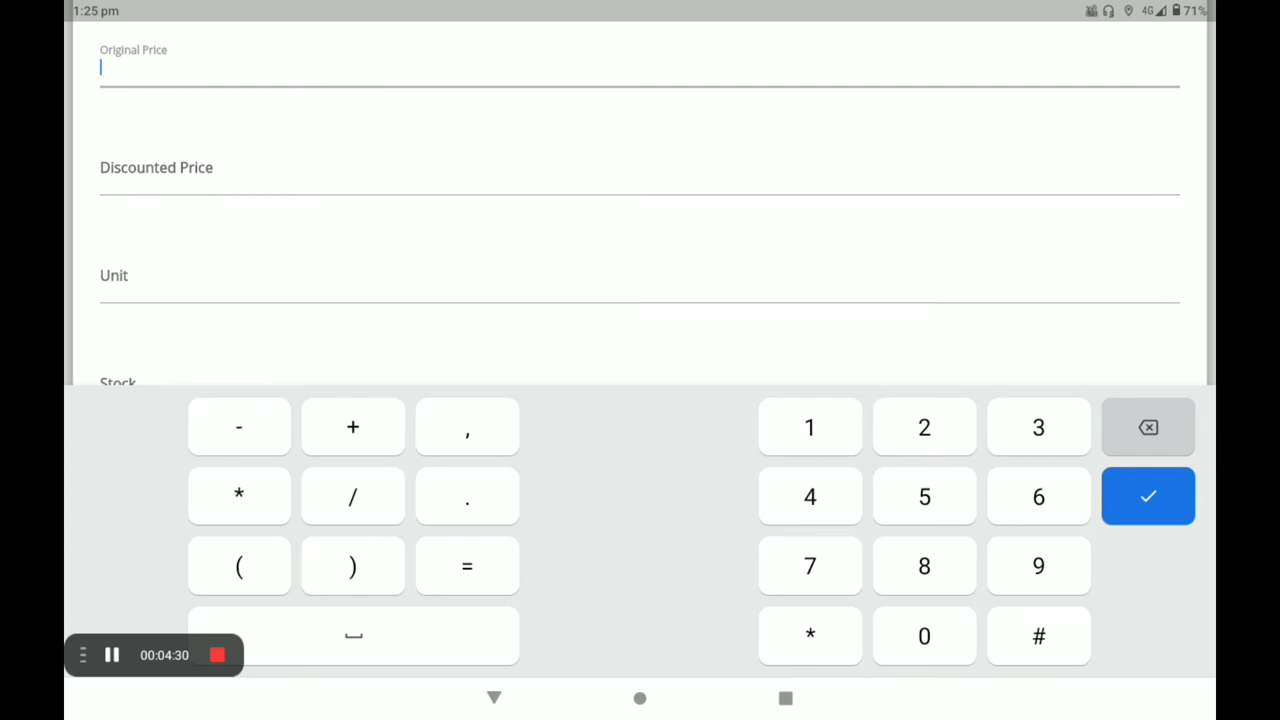 1:25 pm
4G 71%
Original Price
Discounted Price
Unit
Stock
- + , 1 2 3
* / . 4 5 6
( ) = 7 8 9
* 0 #
00:04:30